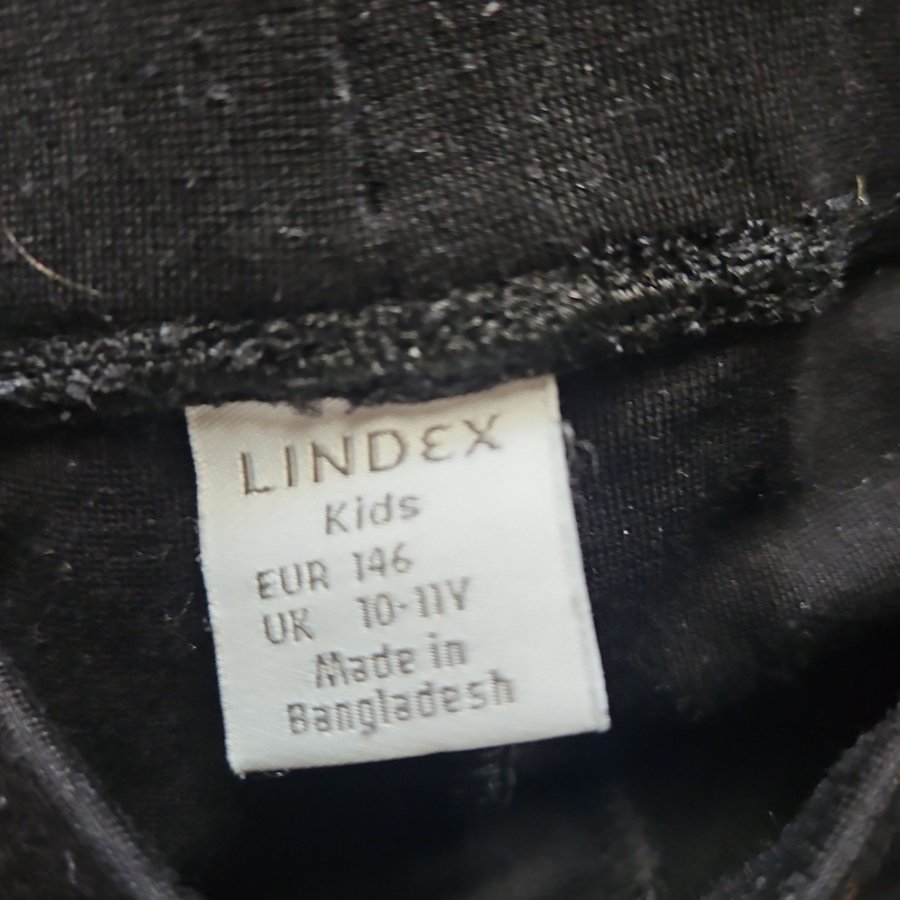 LINDEX
Kids
EUR 146
UK 10-11Y
Made in
Bangladesh